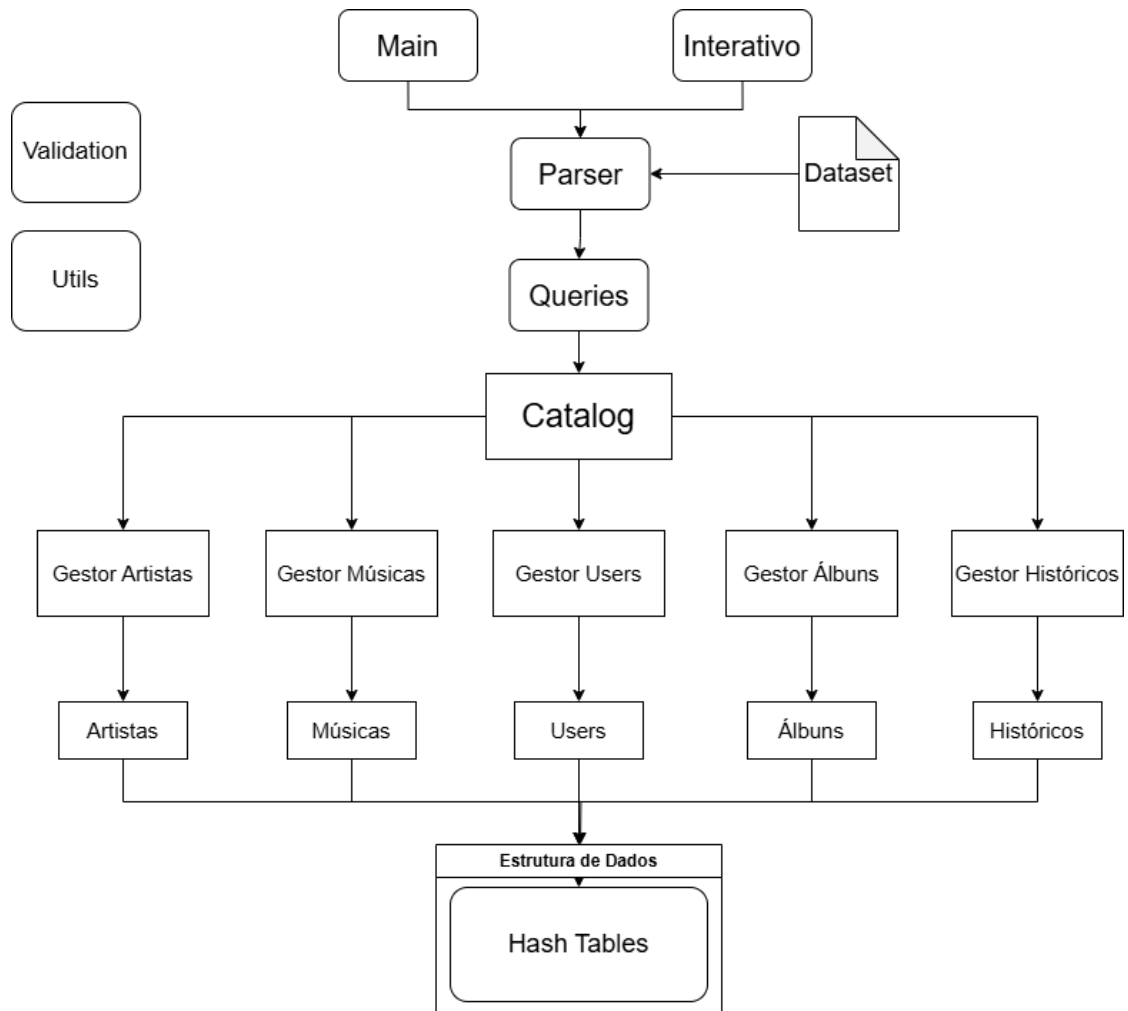 Main
Interativo
Validation
Parser
Dataset
Utils
Queries
Catalog
Gestor Artistas
Gestor Músicas
Gestor Users
Gestor Álbuns
Gestor Históricos
Artistas
Músicas
Users
Álbuns
Históricos
Estrutura de Dados
Hash Tables